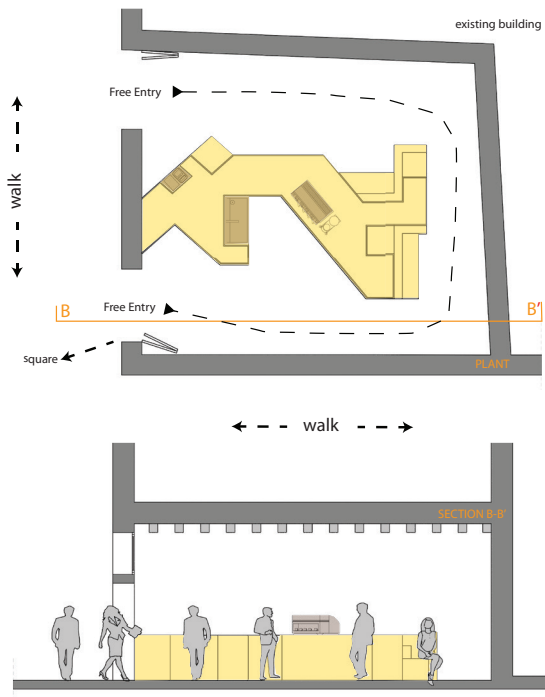 existing building
Free Entry
walk
Free Entry
B
B'
square
PLANT
walk
SECTION B-B'